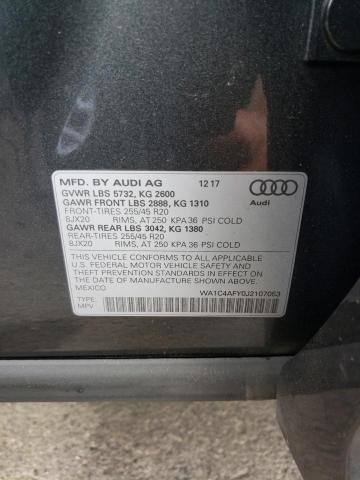 MFD. BY AUDI AG 12 17
GVWR LBS 5732, KG 2600
GAWR FRONT LBS 2888, KG 1310
FRONT-TIRES 255/45 R20
8JX20 RIMS, AT 250 KPA 36 PSI COLD
GAWR REAR LBS 3042, KG 1380
REAR-TIRES 255/45 R20
8JX20 RIMS, AT 250 KPA 36 PSI COLD
Audi
THIS VEHICLE CONFORMS TO ALL APPLICABLE
U.S. FEDERAL MOTOR VEHICLE SAFETY AND
THEFT PREVENTION STANDARDS IN EFFECT ON THE
DATE OF MANUFACTURE SHOWN ABOVE.
MEXICO
TYPE: WA1C4AFY0J2107053
MPV